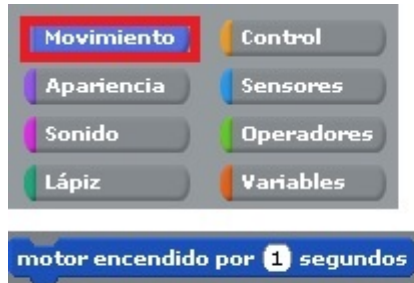 Movimiento Control
Apariencia Sensores
Sonido Operadores
Lápiz Variables
motor encendido por 1 segundos